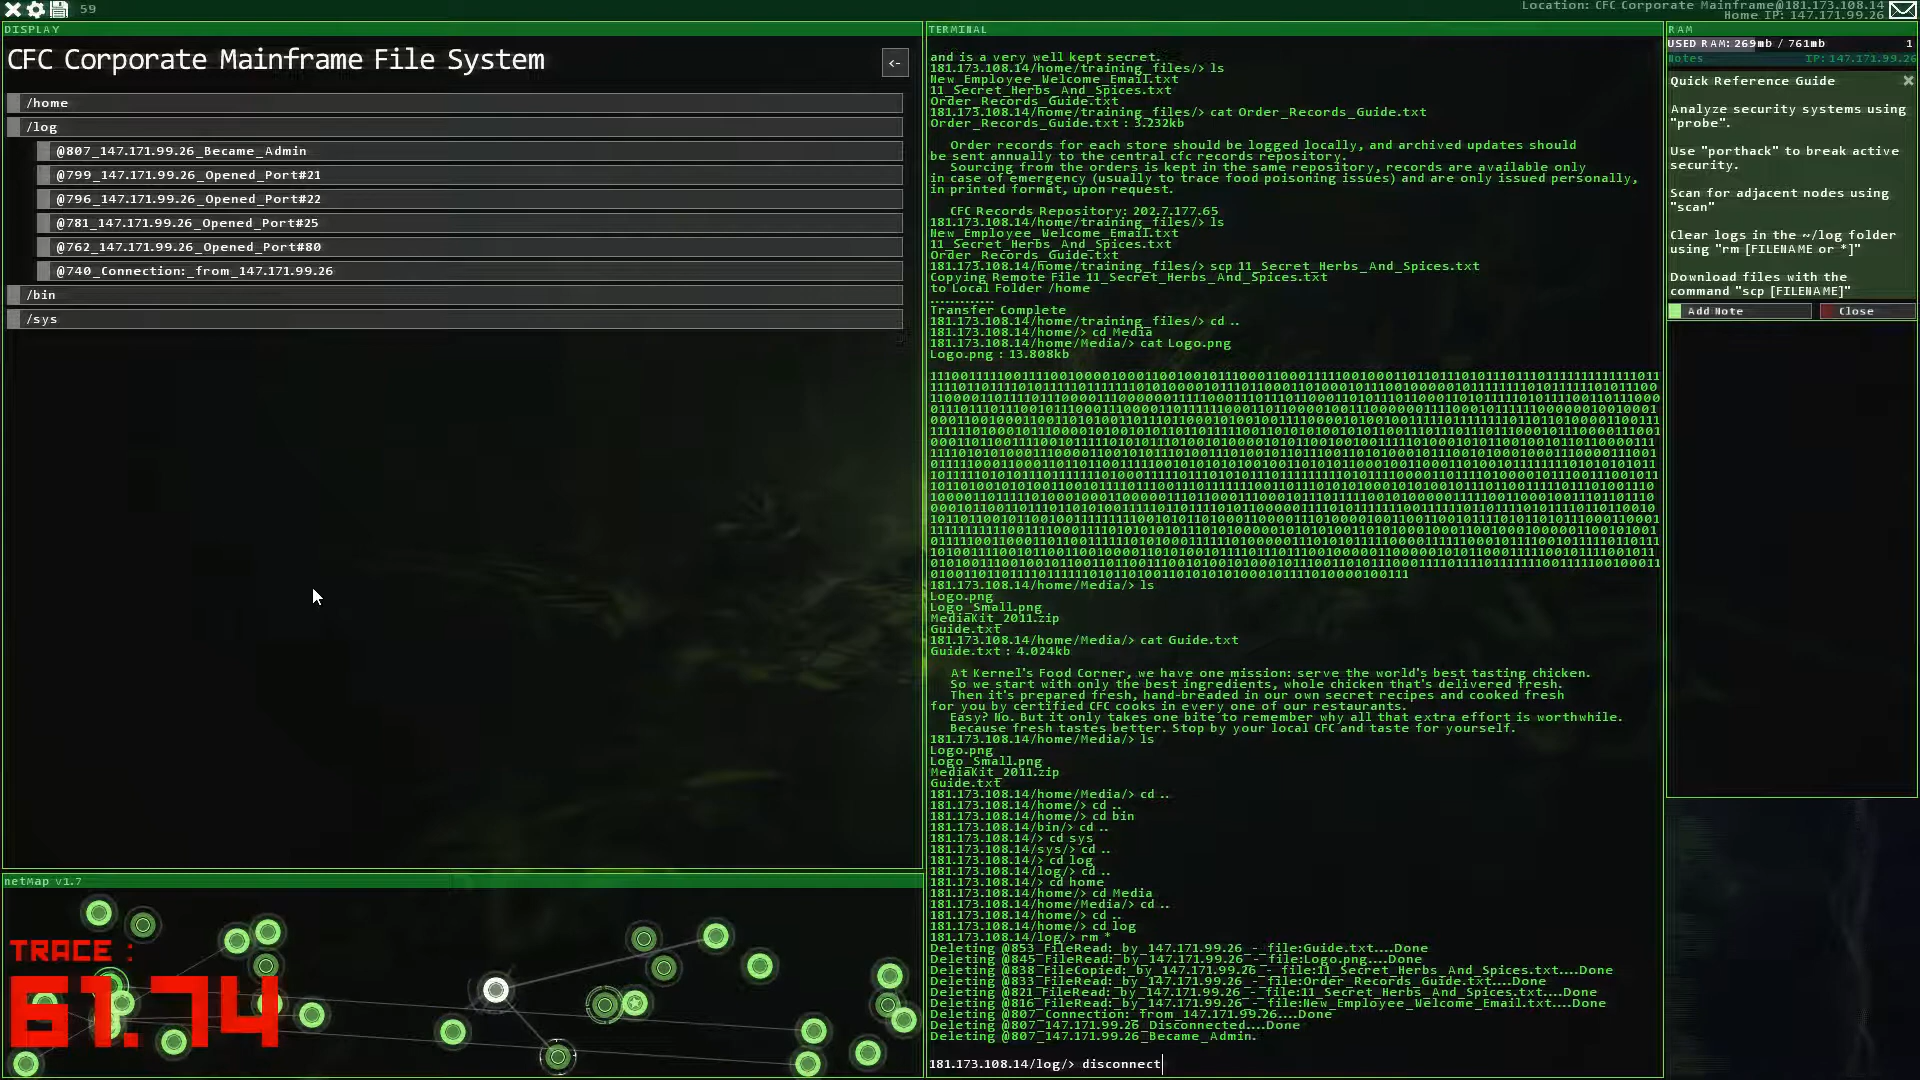 59
Location: CFC Corporate Mainframe@181.173.108.14
Home IP: 147.171.99.26
DISPLAY
CFC Corporate Mainframe File System
<-
/home
/log
@807_147.171.99.26_Became_Admin
@799_147.171.99.26_Opened_Port#21
@796_147.171.99.26_Opened_Port#22
@781_147.171.99.26_Opened_Port#25
@762_147.171.99.26_Opened_Port#80
@740_Connection:_from_147.171.99.26
/bin
/sys
netMap v1.7
TRACE :
61.74
TERMINAL
and is a very well kept secret.
181.173.108.14/home/training_files/> ls
New_Employee_Welcome_Email.txt
11_Secret_Herbs_And_Spices.txt
Order_Records_Guide.txt
181.173.108.14/home/training_files/> cat Order_Records_Guide.txt
Order_Records_Guide.txt : 3.232kb
Order records for each store should be logged locally, and archived updates should
be sent annually to the central cfc records repository.
Sourcing from the orders is kept in the same repository, records are available only
in case of emergency (usually to trace food poisoning issues) and are only issued personally,
in printed format, upon request.
CFC Records Repository: 202.7.177.65
181.173.108.14/home/training_files/> ls
New_Employee_Welcome_Email.txt
11_Secret_Herbs_And_Spices.txt
Order_Records_Guide.txt
181.173.108.14/home/training_files/> scp 11_Secret_Herbs_And_Spices.txt
Copying Remote File 11_Secret_Herbs_And_Spices.txt
to Local Folder /home
.............
Transfer Complete
181.173.108.14/home/training_files/> cd ..
181.173.108.14/home/> cd Media
181.173.108.14/home/Media/> cat Logo.png
Logo.png : 13.808kb
181.173.108.14/home/Media/> ls
Logo.png
Logo_Small.png
MediaKit_2011.zip
Guide.txt
181.173.108.14/home/Media/> cat Guide.txt
Guide.txt : 4.024kb
At Kernel's Food Corner, we have one mission: serve the world's best tasting chicken.
So we start with only the best ingredients, whole chicken that's delivered fresh.
Then it's prepared fresh, hand-breaded in our own secret recipes and cooked fresh
for you by certified CFC cooks in every one of our restaurants.
Easy? No. But it only takes one bite to remember why all that extra effort is worthwhile.
Because fresh tastes better. Stop by your local CFC and taste for yourself.
181.173.108.14/home/Media/> ls
Logo.png
Logo_Small.png
MediaKit_2011.zip
Guide.txt
181.173.108.14/home/Media/> cd ..
181.173.108.14/home/> cd ..
181.173.108.14/> cd bin
181.173.108.14/bin/> cd ..
181.173.108.14/> cd sys
181.173.108.14/sys/> cd ..
181.173.108.14/> cd log
181.173.108.14/log/> cd ..
181.173.108.14/> cd home
181.173.108.14/home/> cd Media
181.173.108.14/home/Media/> cd ..
181.173.108.14/home/> cd ..
181.173.108.14/> cd log
181.173.108.14/log/> rm *
Deleting @853_FileRead:_by_147.171.99.26_-_file:Guide.txt....Done
Deleting @845_FileRead:_by_147.171.99.26_-_file:Logo.png....Done
Deleting @838_FileCopied:_by_147.171.99.26_-_file:11_Secret_Herbs_And_Spices.txt....Done
Deleting @833_FileRead:_by_147.171.99.26_-_file:Order_Records_Guide.txt....Done
Deleting @821_FileRead:_by_147.171.99.26_-_file:11_Secret_Herbs_And_Spices.txt....Done
Deleting @816_FileRead:_by_147.171.99.26_-_file:New_Employee_Welcome_Email.txt....Done
Deleting @807_Connection:_from_147.171.99.26....Done
Deleting @807_147.171.99.26_Disconnected....Done
Deleting @807_147.171.99.26_Became_Admin.
181.173.108.14/log/> disconnect
RAM
USED RAM: 269mb / 761mb 1
Notes IP: 147.171.99.26
Quick Reference Guide
Analyze security systems using
"probe".
Use "porthack" to break active
security.
Scan for adjacent nodes using
"scan"
Clear logs in the ~/log folder
using "rm [FILENAME or *]"
Download files with the
command "scp [FILENAME]"
Add Note
Close